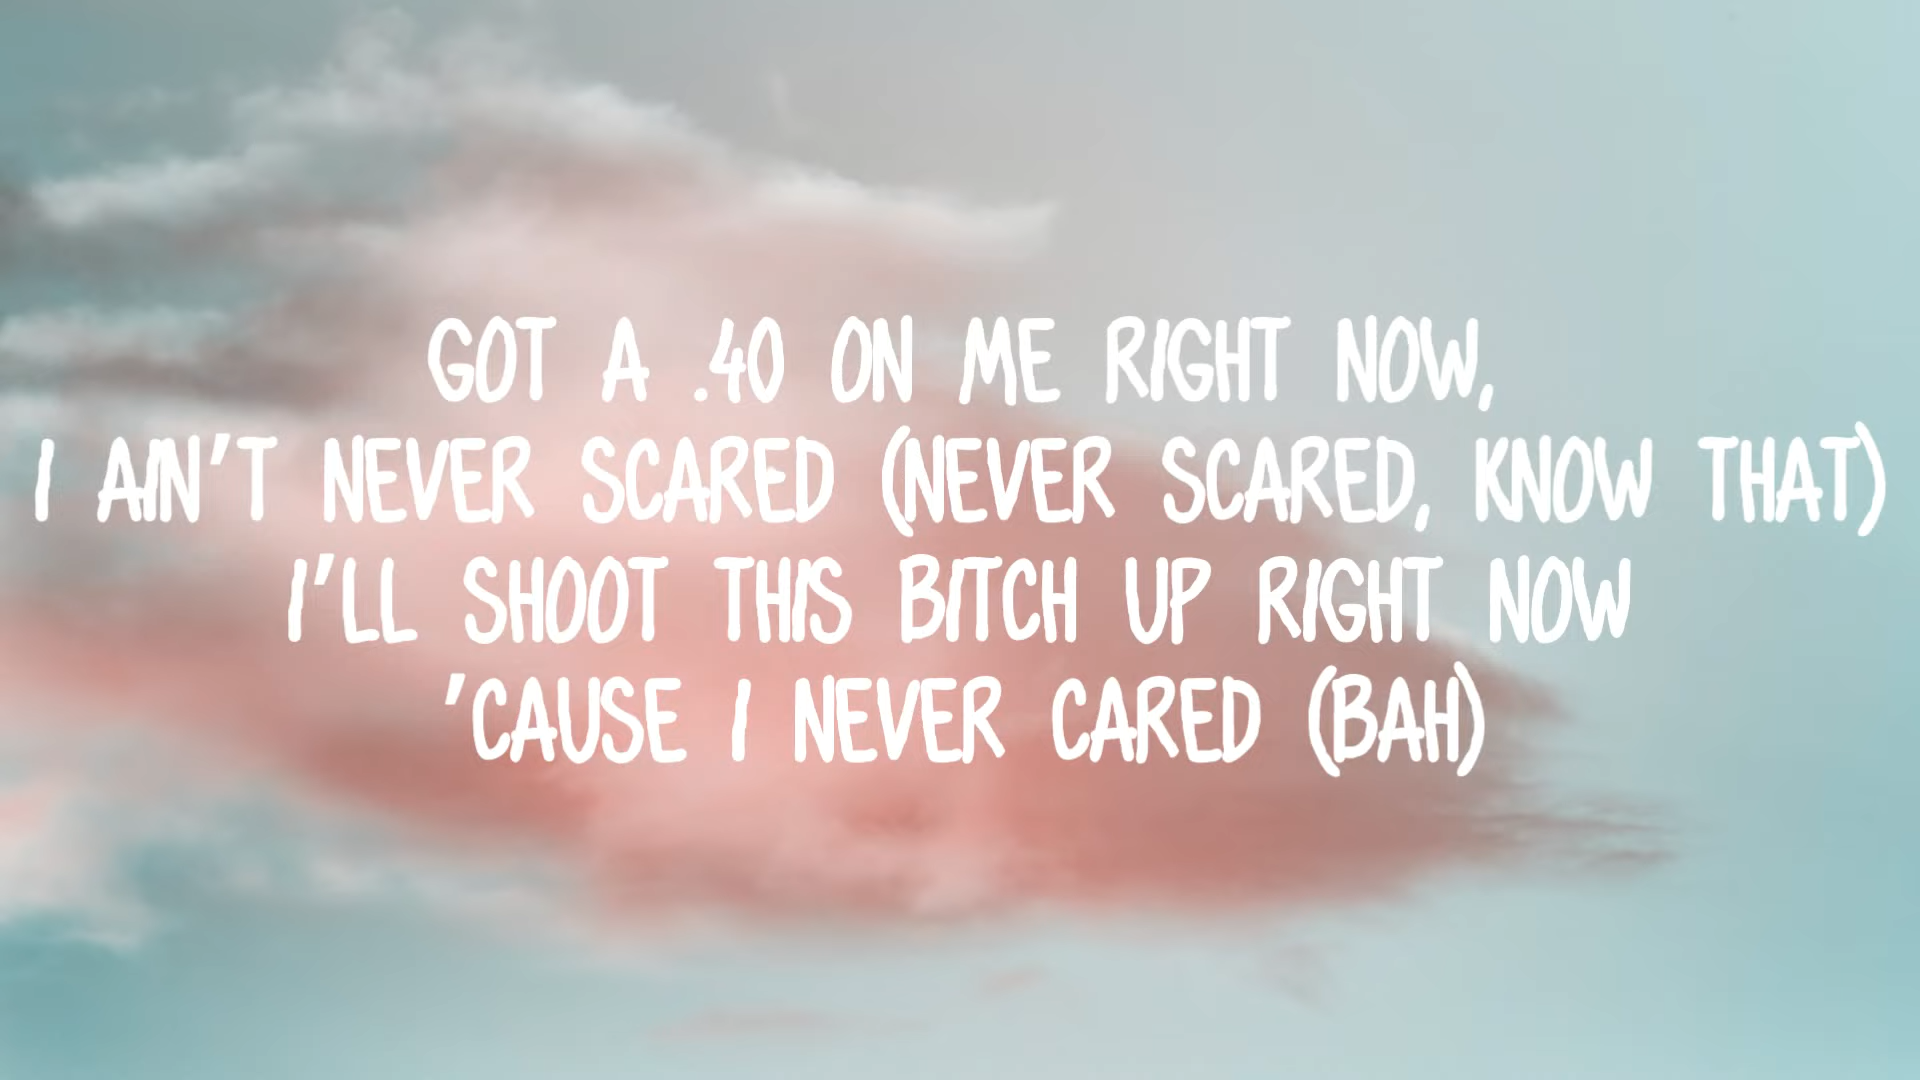 GOT A .40 ON ME RIGHT NOW,
I AIN'T NEVER SCARED (NEVER SCARED, KNOW THAT)
I'LL SHOOT THIS BITCH UP RIGHT NOW
'CAUSE I NEVER CARED (BAH)